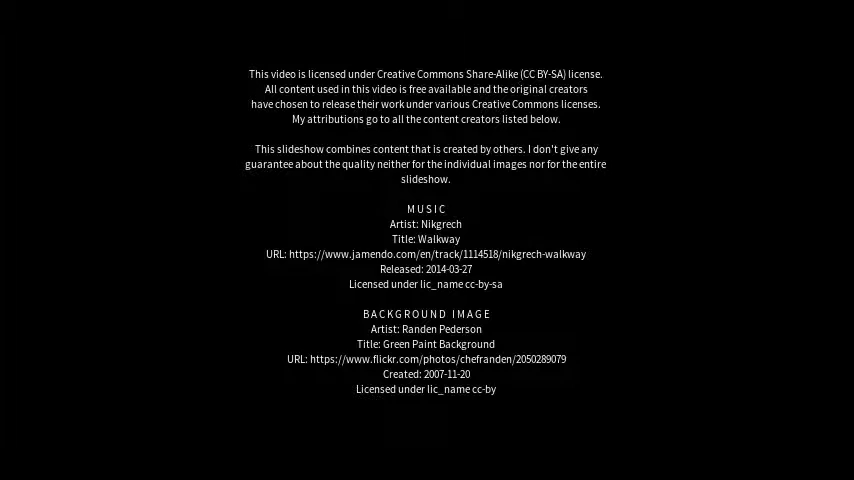 This video is licensed under Creative Commons Share-Alike (CC BY-SA) license.
All content used in this video is free available and the original creators
have chosen to release their work under various Creative Commons licenses.
My attributions go to all the content creators listed below.
This slideshow combines content that is created by others. I don't give any
guarantee about the quality neither for the individual images nor for the entire
slideshow.
MUSIC
Artist: Nikgrech
Title: Walkway
URL: https://www.jamendo.com/en/track/1114518/nikgrech-walkway
Released: 2014-03-27
Licensed under lic_name cc-by-sa
BACKGROUND IMAGE
Artist: Randen Pederson
Title: Green Paint Background
URL: https://www.flickr.com/photos/chefranden/2050289079
Created: 2007-11-20
Licensed under lic_name cc-by